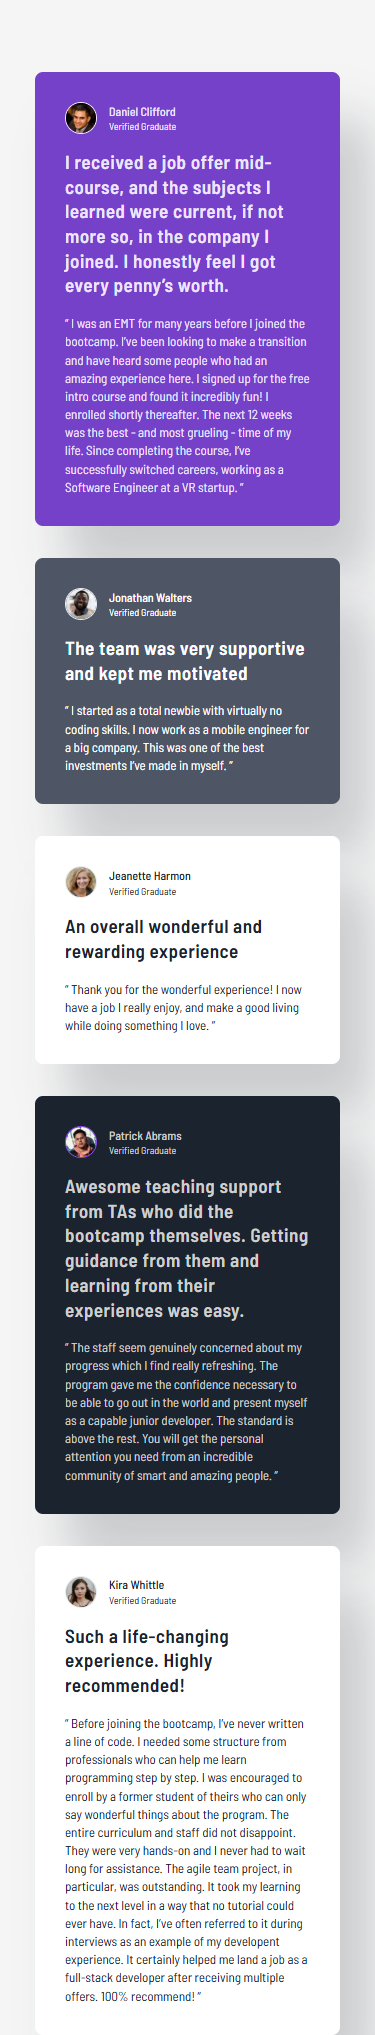 Daniel Clifford
Verified Graduate
I received a job offer mid-
course, and the subjects I
learned were current, if not
more so, in the company I
joined. I honestly feel I got
every penny’s worth.
“ I was an EMT for many years before I joined the
bootcamp. I’ve been looking to make a transition
and have heard some people who had an
amazing experience here. I signed up for the free
intro course and found it incredibly fun! I
enrolled shortly thereafter. The next 12 weeks
was the best - and most grueling - time of my
life. Since completing the course, I’ve
successfully switched careers, working as a
Software Engineer at a VR startup. ”
Jonathan Walters
Verified Graduate
The team was very supportive
and kept me motivated
“ I started as a total newbie with virtually no
coding skills. I now work as a mobile engineer for
a big company. This was one of the best
investments I’ve made in myself. ”
Jeanette Harmon
Verified Graduate
An overall wonderful and
rewarding experience
“ Thank you for the wonderful experience! I now
have a job I really enjoy, and make a good living
while doing something I love. ”
Patrick Abrams
Verified Graduate
Awesome teaching support
from TAs who did the
bootcamp themselves. Getting
guidance from them and
learning from their
experiences was easy.
“ The staff seem genuinely concerned about my
progress which I find really refreshing. The
program gave me the confidence necessary to
be able to go out in the world and present myself
as a capable junior developer. The standard is
above the rest. You will get the personal
attention you need from an incredible
community of smart and amazing people. ”
Kira Whittle
Verified Graduate
Such a life-changing
experience. Highly
recommended!
“ Before joining the bootcamp, I’ve never written
a line of code. I needed some structure from
professionals who can help me learn
programming step by step. I was encouraged to
enroll by a former student of theirs who can only
say wonderful things about the program. The
entire curriculum and staff did not disappoint.
They were very hands-on and I never had to wait
long for assistance. The agile team project, in
particular, was outstanding. It took my learning
to the next level in a way that no tutorial could
ever have. In fact, I’ve often referred to it during
interviews as an example of my developent
experience. It certainly helped me land a job as a
full-stack developer after receiving multiple
offers. 100% recommend! ”